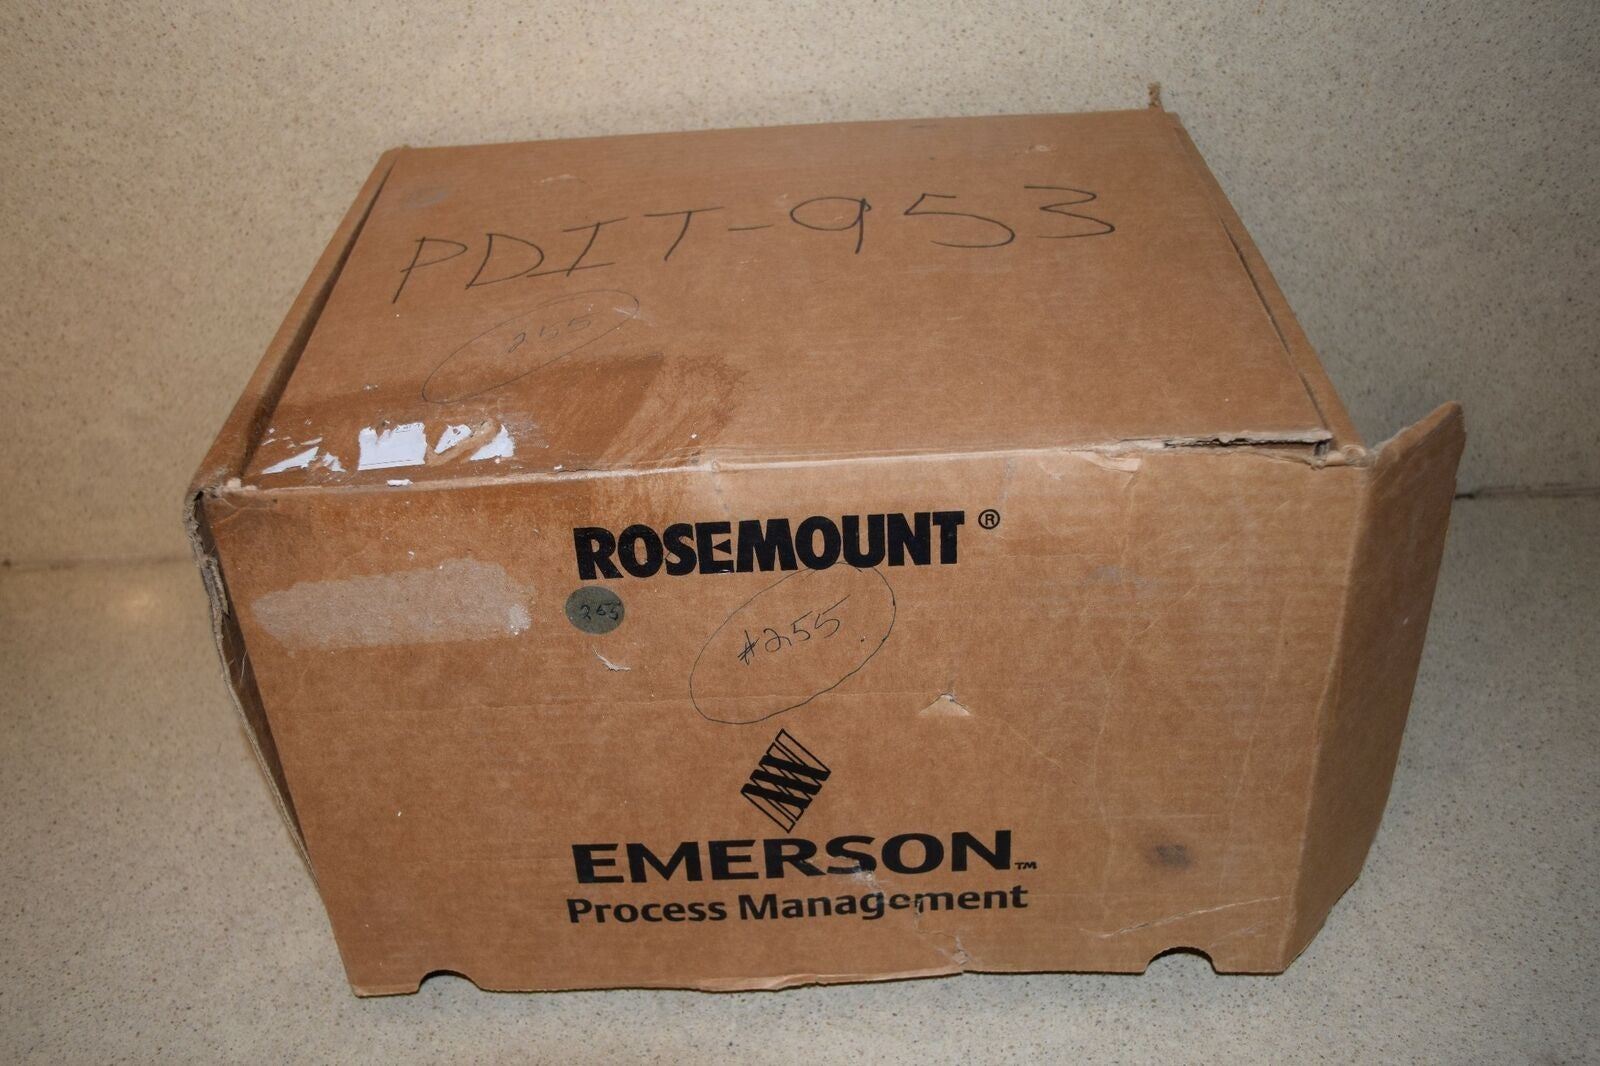 PDIT-953
255
ROSEMOUNT®
255
#255
EMERSON™
Process Management